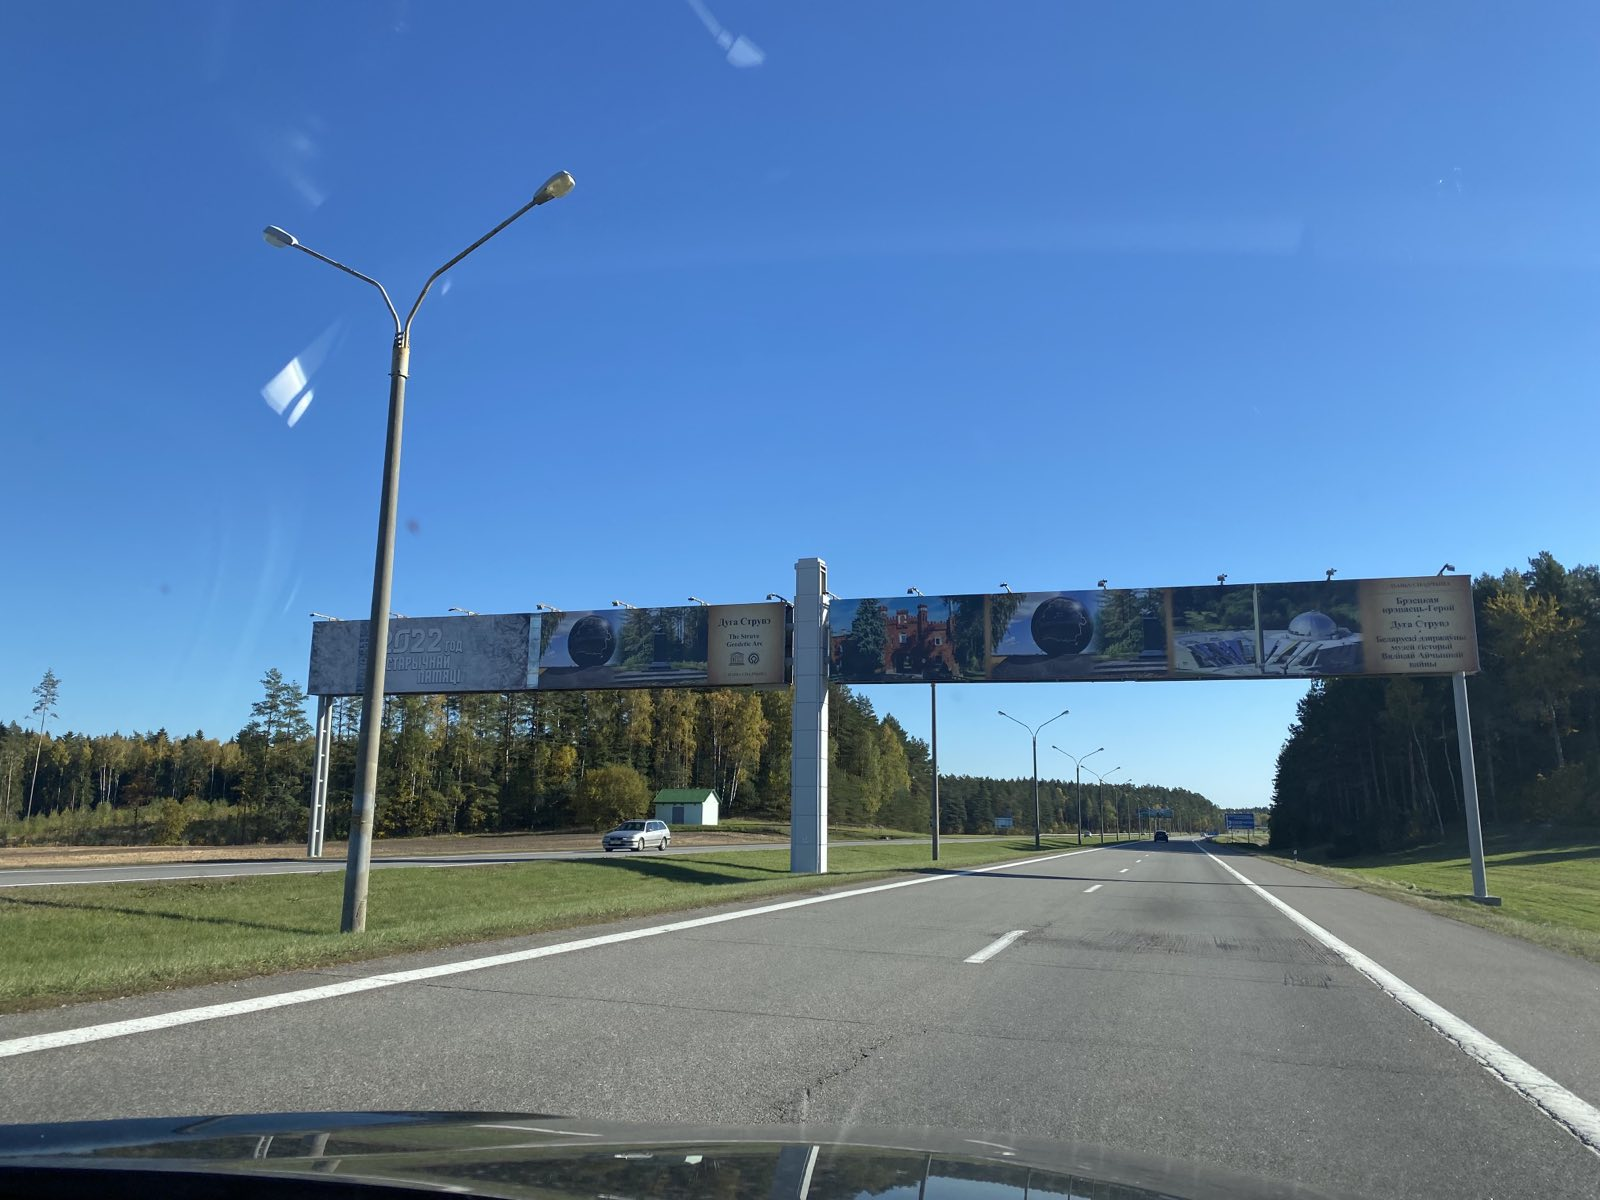 2022 год
гістарычнай
памяці
Дуга Струвэ
The Struve
Geodetic Arc
Брэсцкая
крэпасць-Герой
Дуга Струвэ
Беларускі дзяржаўны
музей гісторыі
Вялікай Айчыннай
вайны